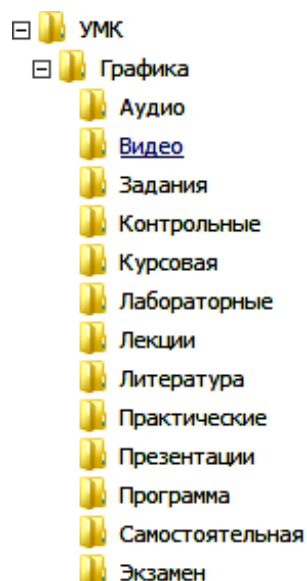 УМК
Графика
Аудио
Видео
Задания
Контрольные
Курсовая
Лабораторные
Лекции
Литература
Практические
Презентации
Программа
Самостоятельная
Экзамен